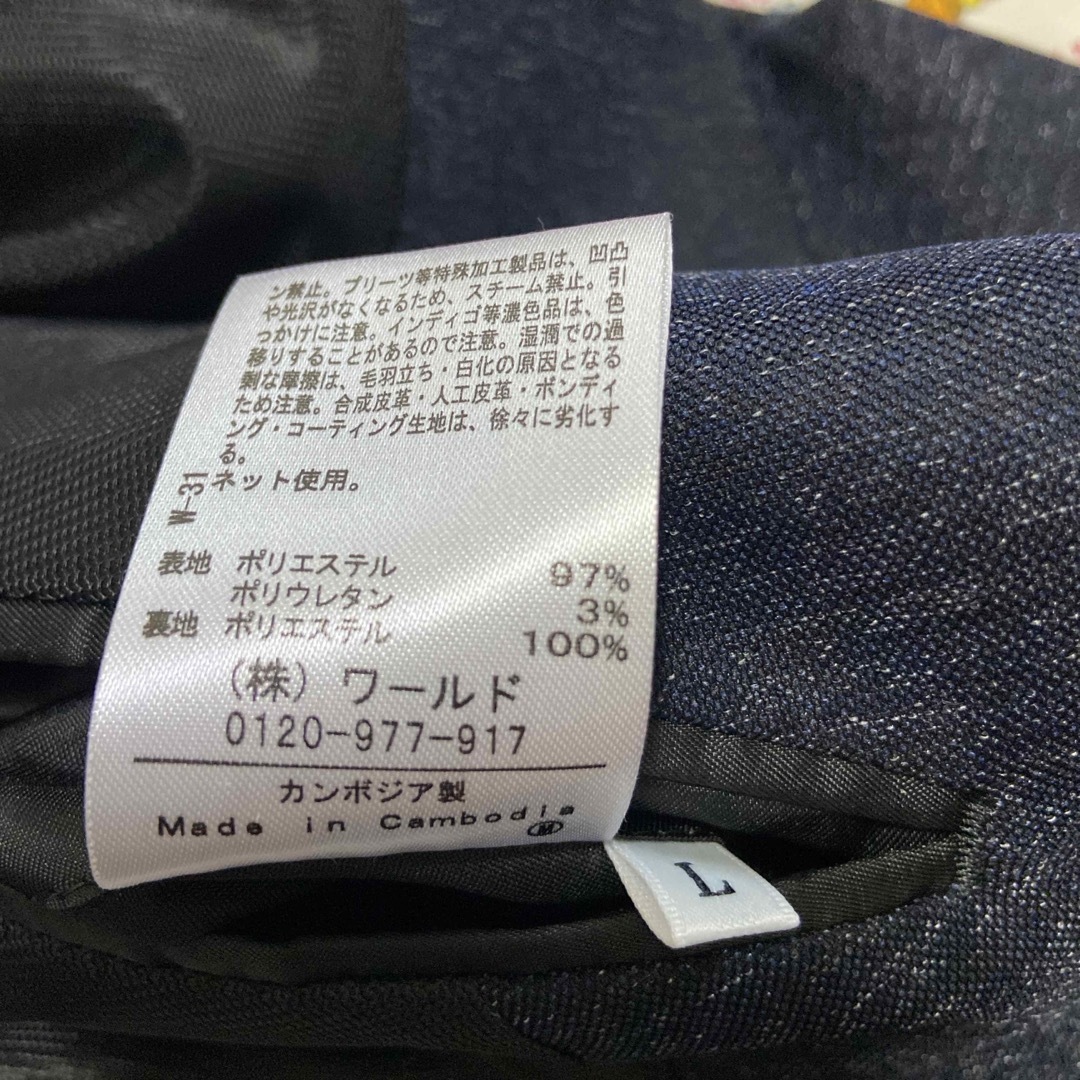 ン禁止。プリーツ等特殊加工製品は、凹凸
や光沢がなくなるため、スチーム禁止。引
っかけに注意。インディゴ等濃色品は、色
移りすることがあるので注意。湿潤での過
剰な摩擦は、毛羽立ち・白化の原因となる
ため注意。合成皮革・人工皮革・ボンディ
ング・コーティング生地は、徐々に劣化す
る。
ネット使用。
W-31
表地 ポリエステル 97%
ポリウレタン 3%
裏地 ポリエステル 100%
(株) ワールド
0120-977-917
カンボジア製
Made in Cambodia
M
L